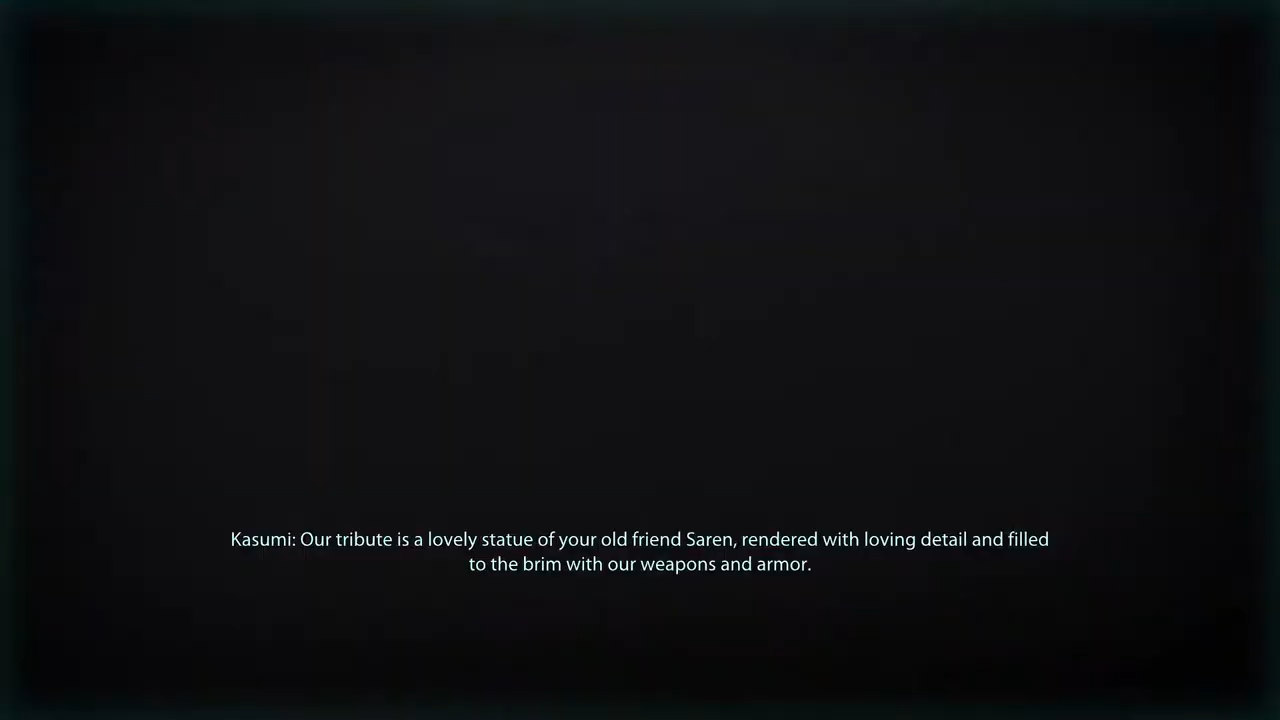 Kasumi: Our tribute is a lovely statue of your old friend Saren, rendered with loving detail and filled
to the brim with our weapons and armor.